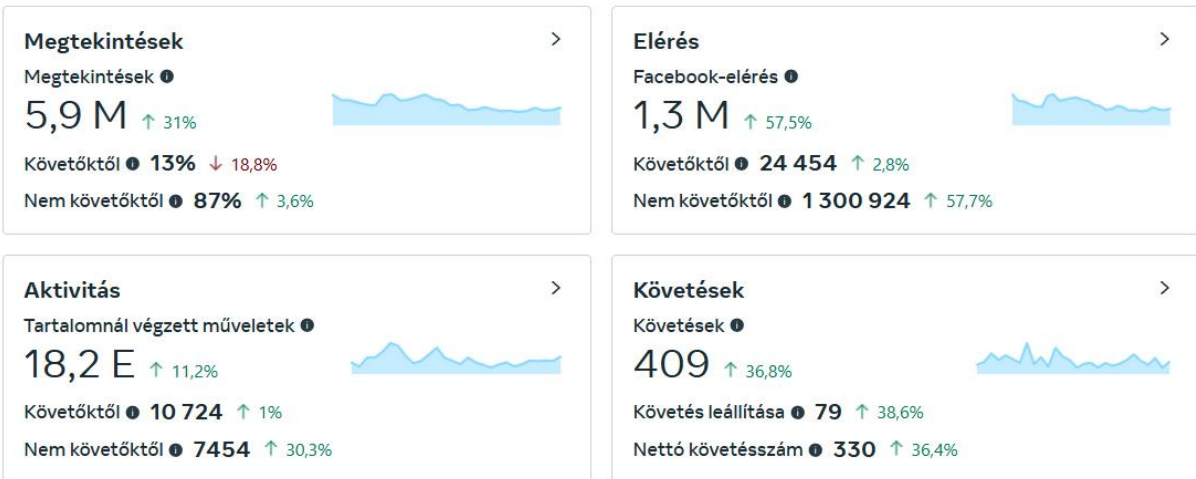 Megtekintések
Megtekintések
5,9 M ↑ 31%
Követőktől 13% ↓ 18,8%
Nem követőktől 87% ↑ 3,6%
Elérés
Facebook-elérés
1,3 M ↑ 57,5%
Követőktől 24 454 ↑ 2,8%
Nem követőktől 1 300 924 ↑ 57,7%
Aktivitás
Tartalomnál végzett műveletek
18,2 E ↑ 11,2%
Követőktől 10 724 ↑ 1%
Nem követőktől 7454 ↑ 30,3%
Követések
Követések
409 ↑ 36,8%
Követés leállítása 79 ↑ 38,6%
Nettó követésszám 330 ↑ 36,4%